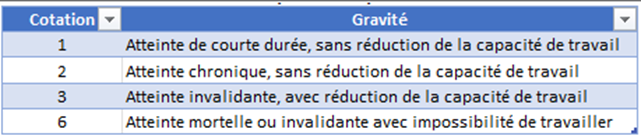 Cotation Gravité
1 Atteinte de courte durée, sans réduction de la capacité de travail
2 Atteinte chronique, sans réduction de la capacité de travail
3 Atteinte invalidante, avec réduction de la capacité de travail
6 Atteinte mortelle ou invalidante avec impossibilité de travailler